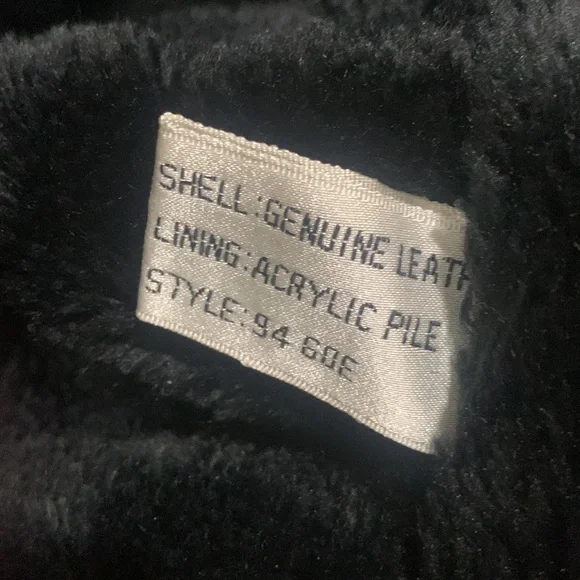 SHELL:GENUINE LEATH
LINING:ACRYLIC PILE
STYLE:94 60E